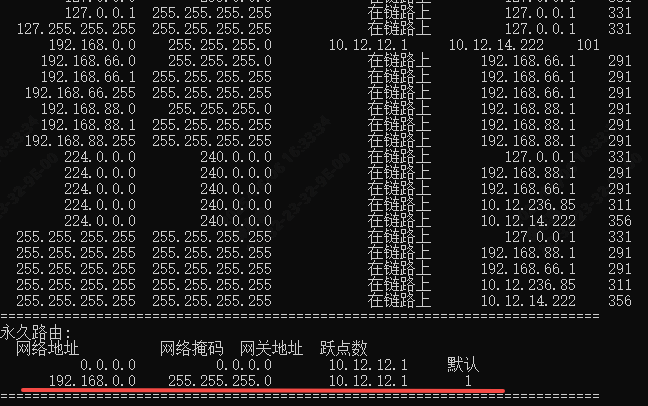 127.0.0.1 255.255.255.255 在链路上 127.0.0.1 331
127.255.255.255 255.255.255.255 在链路上 127.0.0.1 331
192.168.0.0 255.255.255.0 10.12.12.1 10.12.14.222 101
192.168.66.0 255.255.255.0 在链路上 192.168.66.1 291
192.168.66.1 255.255.255.255 在链路上 192.168.66.1 291
192.168.66.255 255.255.255.255 在链路上 192.168.66.1 291
192.168.88.0 255.255.255.0 在链路上 192.168.88.1 291
192.168.88.1 255.255.255.255 在链路上 192.168.88.1 291
192.168.88.255 255.255.255.255 在链路上 192.168.88.1 291
224.0.0.0 240.0.0.0 在链路上 127.0.0.1 331
224.0.0.0 240.0.0.0 在链路上 192.168.88.1 291
224.0.0.0 240.0.0.0 在链路上 192.168.66.1 291
224.0.0.0 240.0.0.0 在链路上 10.12.236.85 311
224.0.0.0 240.0.0.0 在链路上 10.12.14.222 356
255.255.255.255 255.255.255.255 在链路上 127.0.0.1 331
255.255.255.255 255.255.255.255 在链路上 192.168.88.1 291
255.255.255.255 255.255.255.255 在链路上 192.168.66.1 291
255.255.255.255 255.255.255.255 在链路上 10.12.236.85 311
255.255.255.255 255.255.255.255 在链路上 10.12.14.222 356
===========================================================================
永久路由:
网络地址 网络掩码 网关地址 跃点数
0.0.0.0 0.0.0.0 10.12.12.1 默认
192.168.0.0 255.255.255.0 10.12.12.1 1
===========================================================================